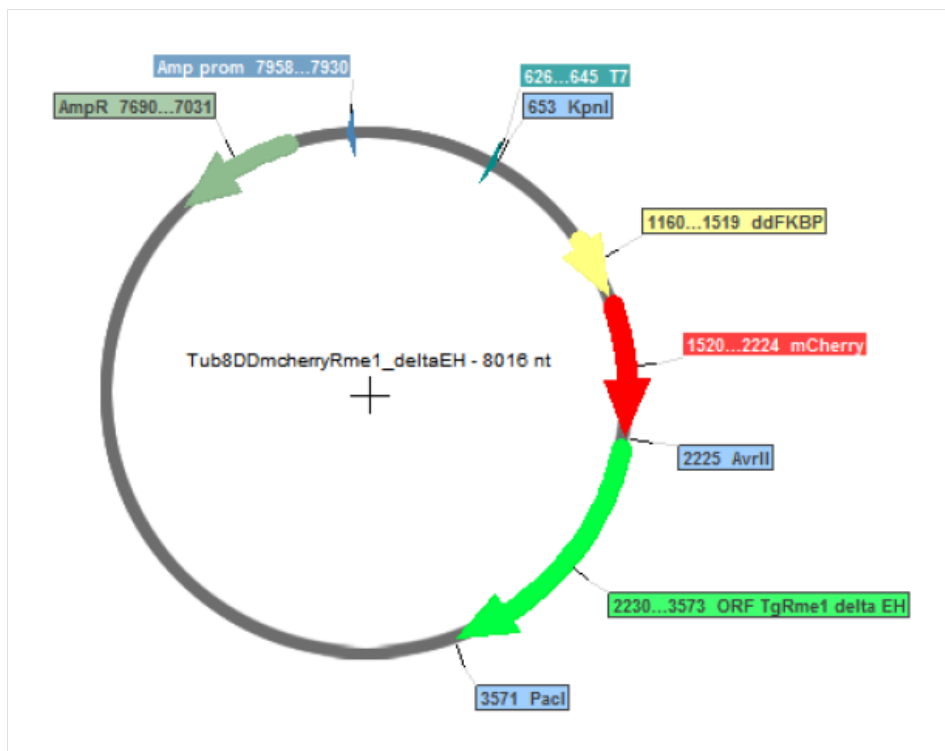 Amp prom 7958...7930
626...645 T7
AmpR 7690...7031
653 KpnI
1160...1519 ddFKBP
1520...2224 mCherry
Tub8DDmcherryRme1_deltaEH - 8016 nt
2225 AvrII
2230...3573 ORF TgRme1 delta EH
3571 PacI